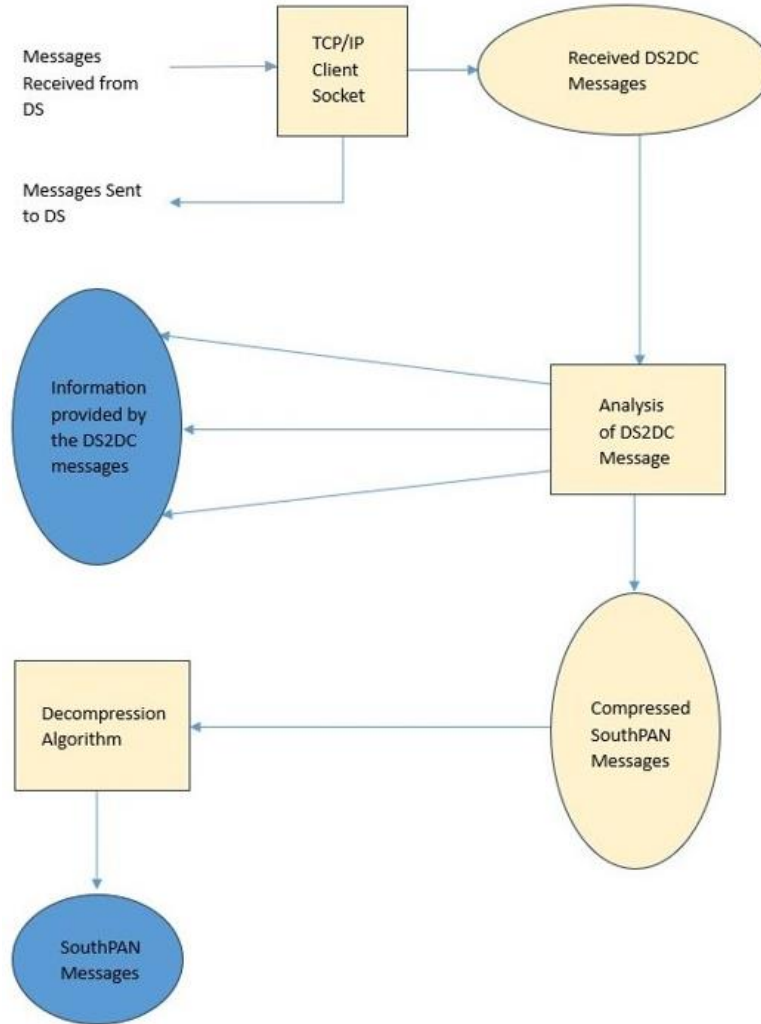 Messages
Received from
DS
TCP/IP
Client
Socket
Received DS2DC
Messages
Messages Sent
to DS
Information
provided by
the DS2DC
messages
Analysis
of DS2DC
Message
Decompression
Algorithm
Compressed
SouthPAN
Messages
SouthPAN
Messages